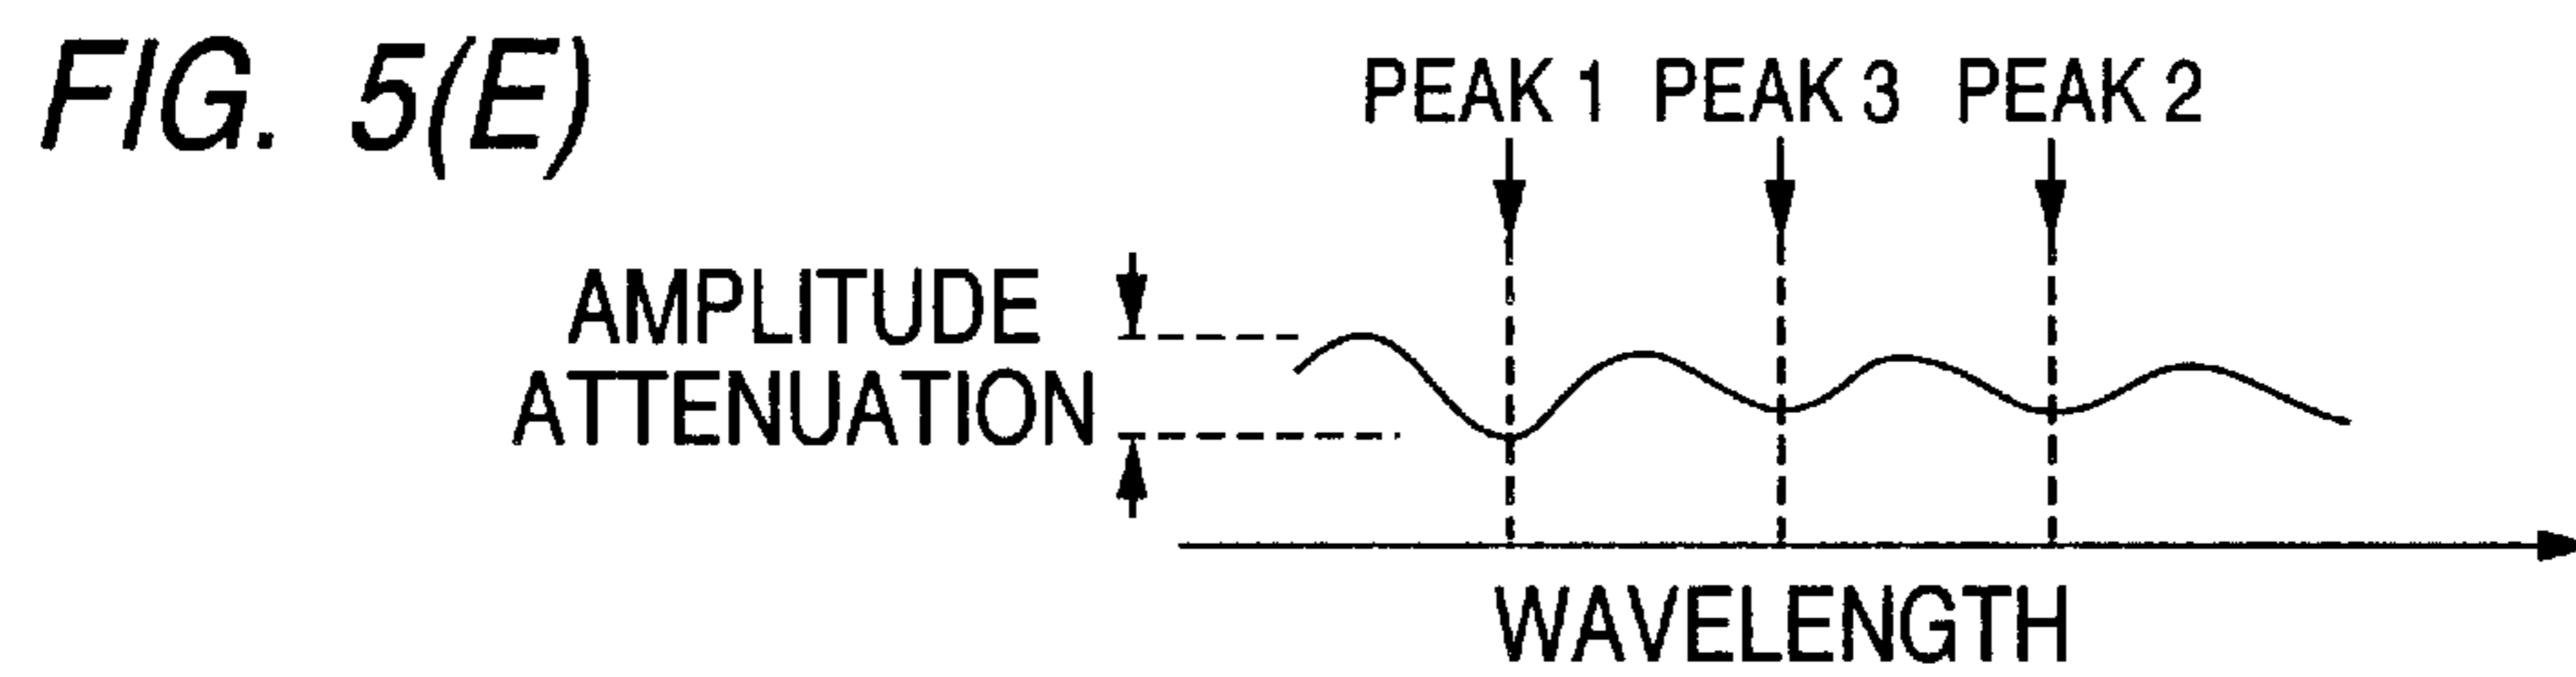 FIG. 5(E)
PEAK 1 PEAK 3 PEAK 2
AMPLITUDE
ATTENUATION
WAVELENGTH